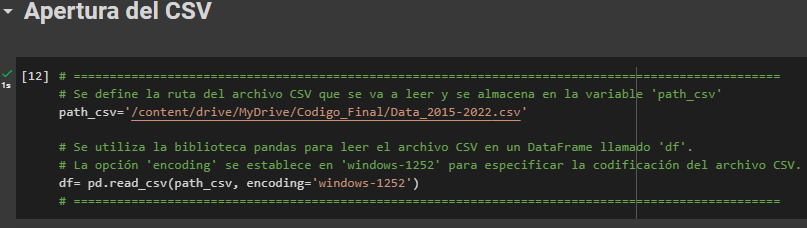 Apertura del CSV
[12] # ==========================================================================================
# Se define la ruta del archivo CSV que se va a leer y se almacena en la variable 'path_csv'
path_csv='/content/drive/MyDrive/Codigo_Final/Data_2015-2022.csv'
# Se utiliza la biblioteca pandas para leer el archivo CSV en un DataFrame llamado 'df'.
1s
# La opción 'encoding' se establece en 'windows-1252' para especificar la codificación del archivo CSV.
df= pd.read_csv(path_csv, encoding='windows-1252')
# ==========================================================================================